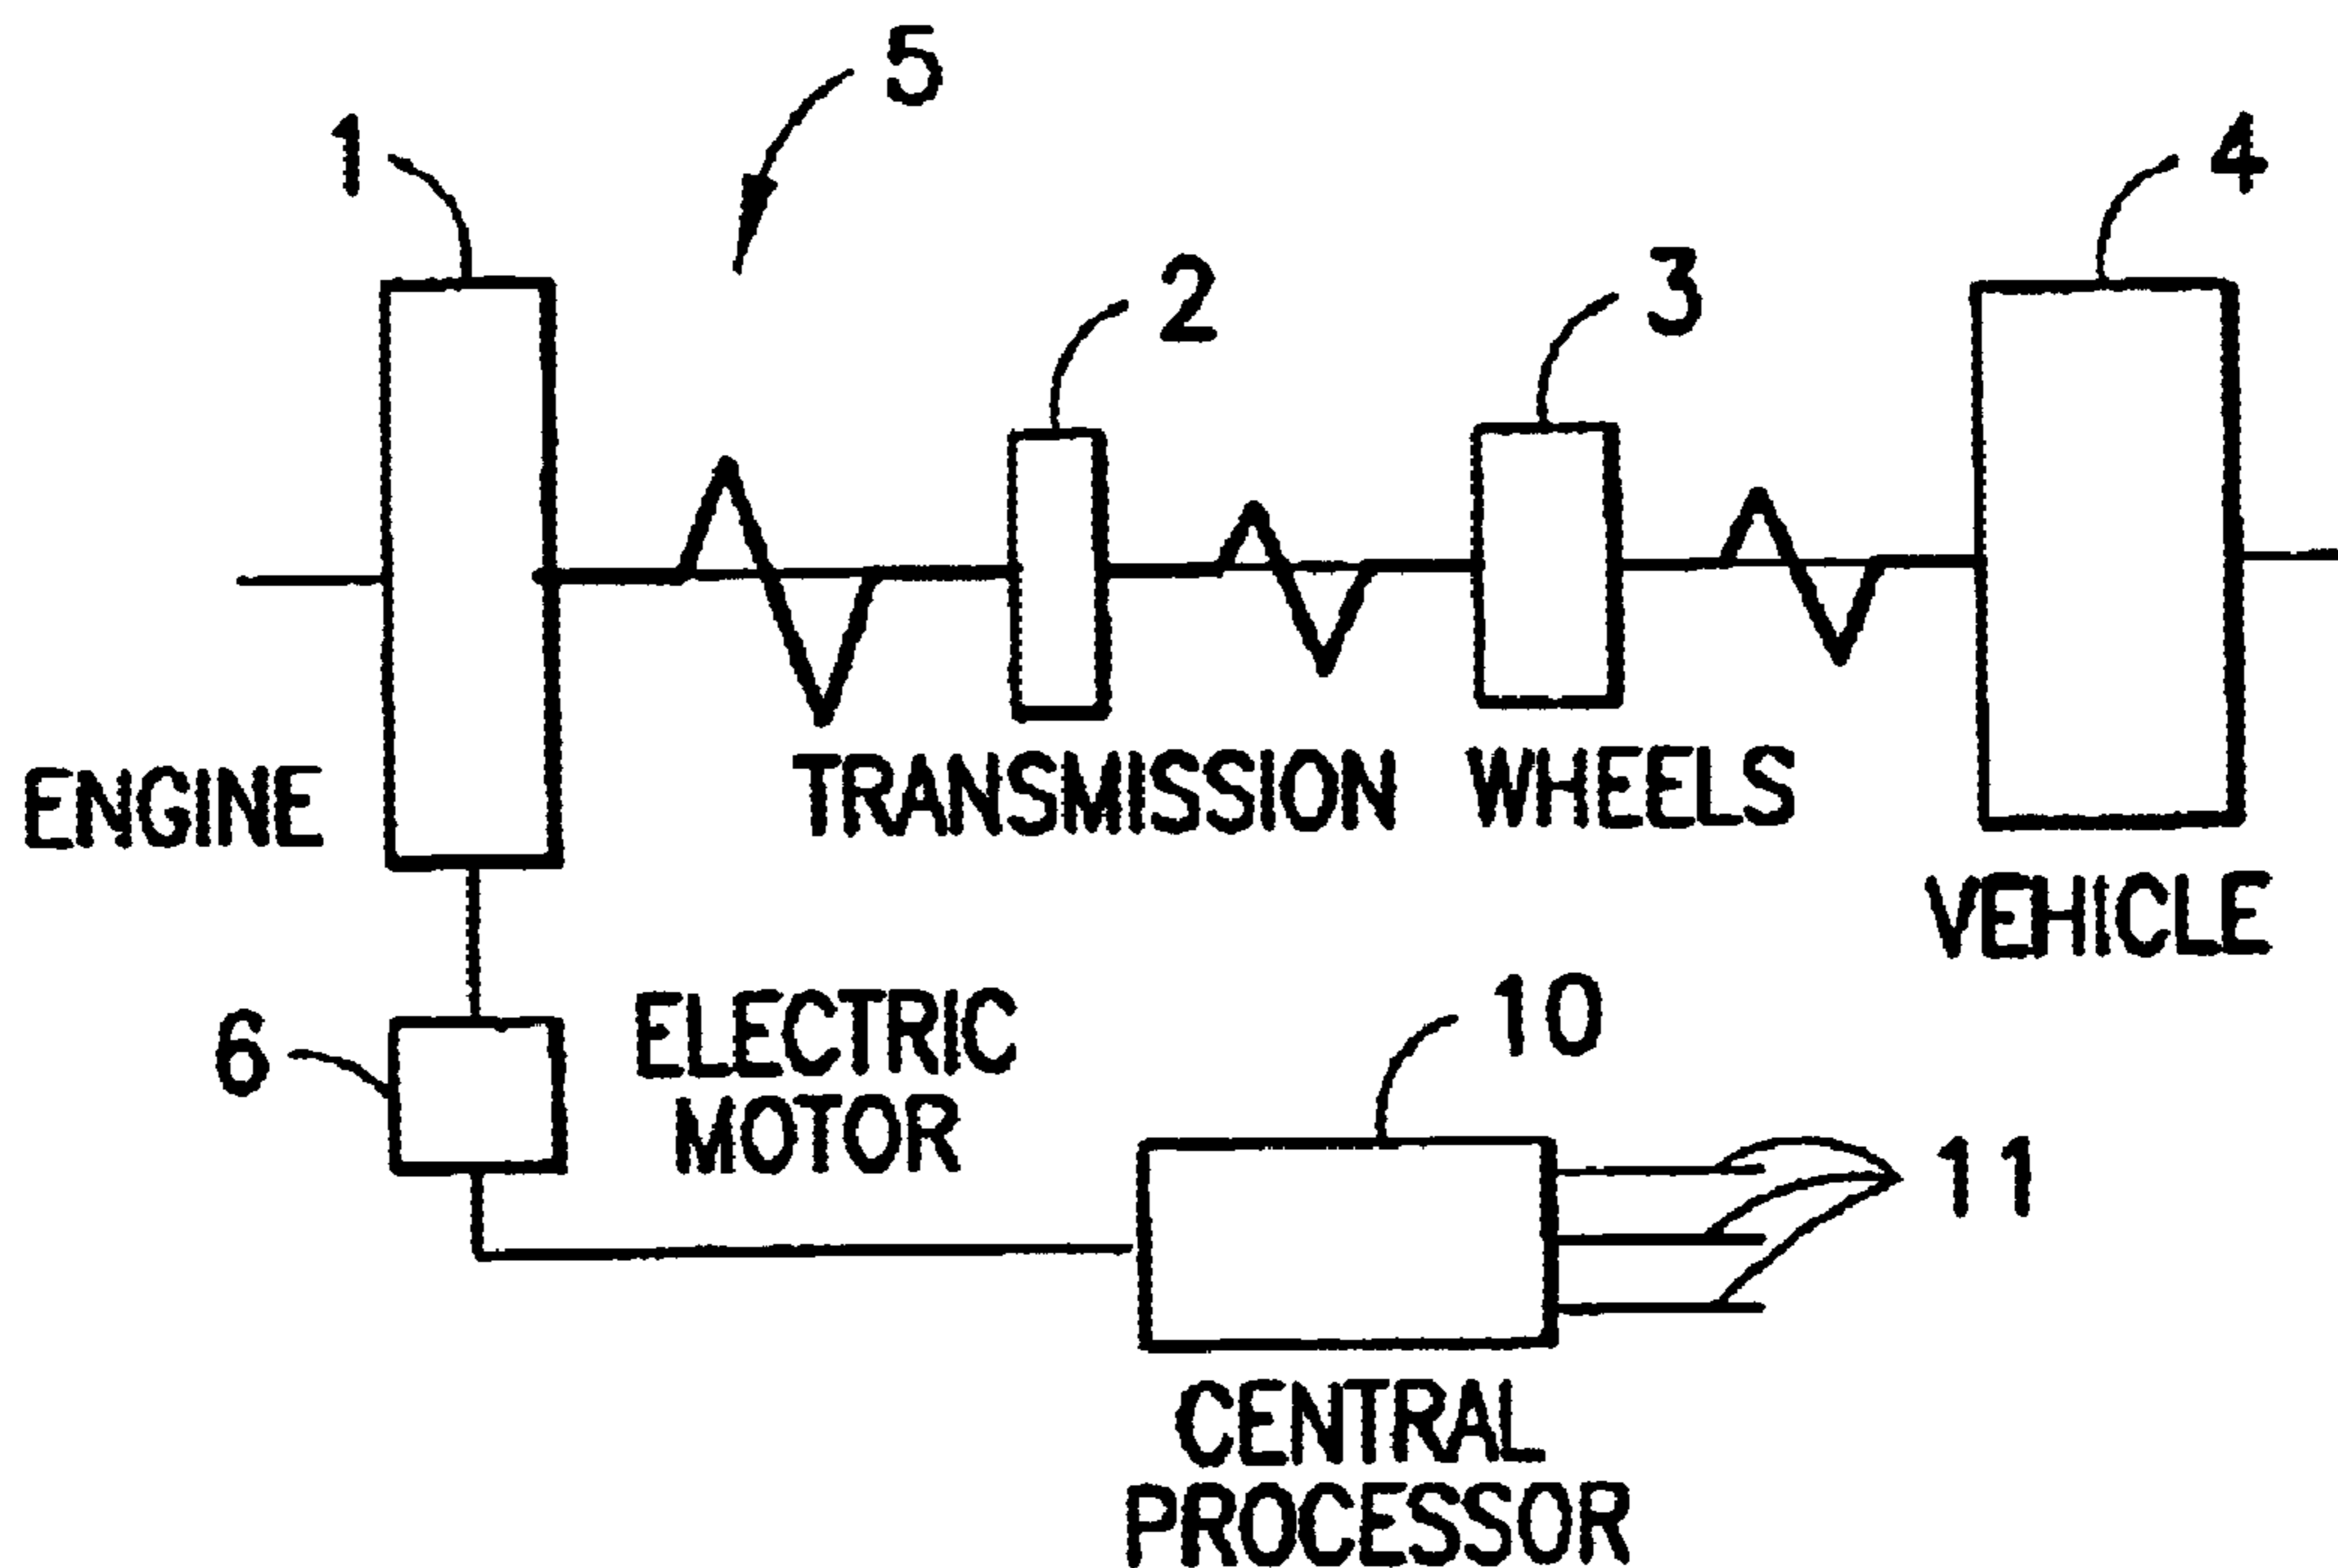 5
1
4
2
3
ENGINE
TRANSMISSION
WHEELS
VEHICLE
6
ELECTRIC
MOTOR
10
11
CENTRAL
PROCESSOR